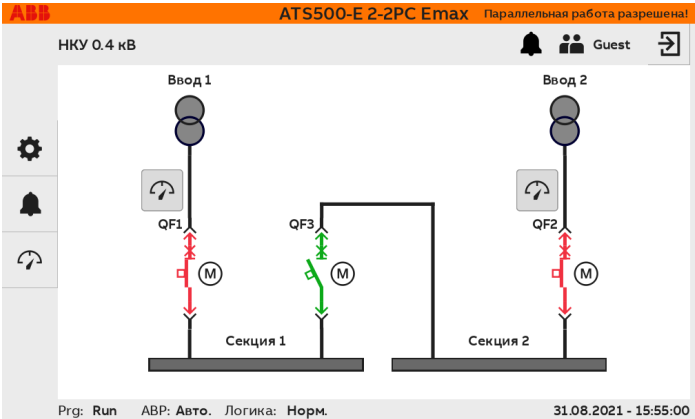 ABB ATS500-E 2-2PC Emax Параллельная работа разрешена!
НКУ 0.4 кВ Guest
Ввод 1 Ввод 2
QF1 QF3 QF2
M M M
Секция 1 Секция 2
Prg: Run АВР: Авто. Логика: Норм. 31.08.2021 - 15:55:00